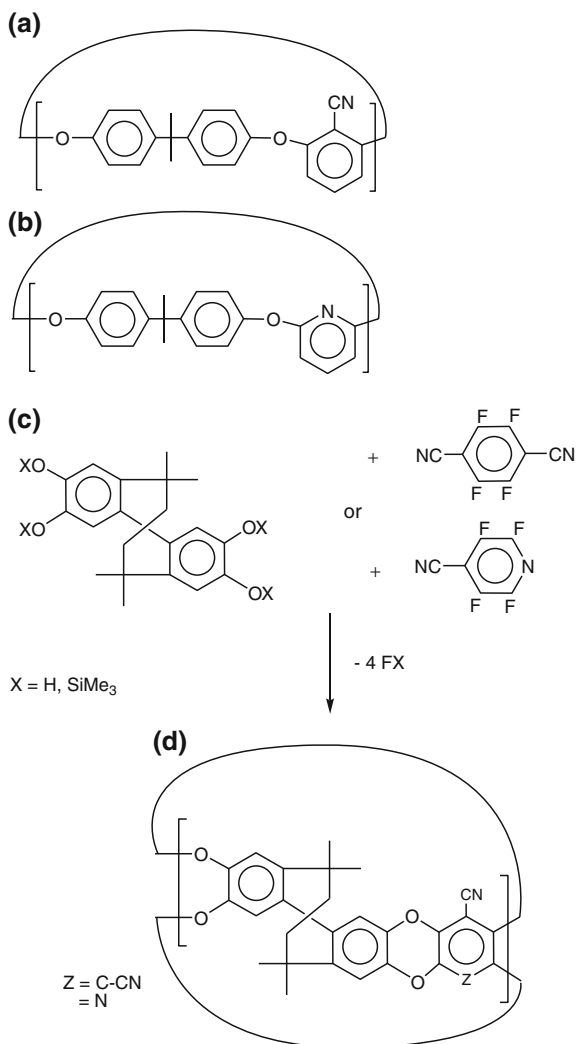 (a)
CN
O
O
(b)
N
O
O
(c)
F F
XO
NC CN
+
XO
F F
OX
or
OX
F F
+ NC N
F F
- 4 FX
X = H, SiMe₃
(d)
O
CN
O
O
O
Z
Z = C-CN
= N